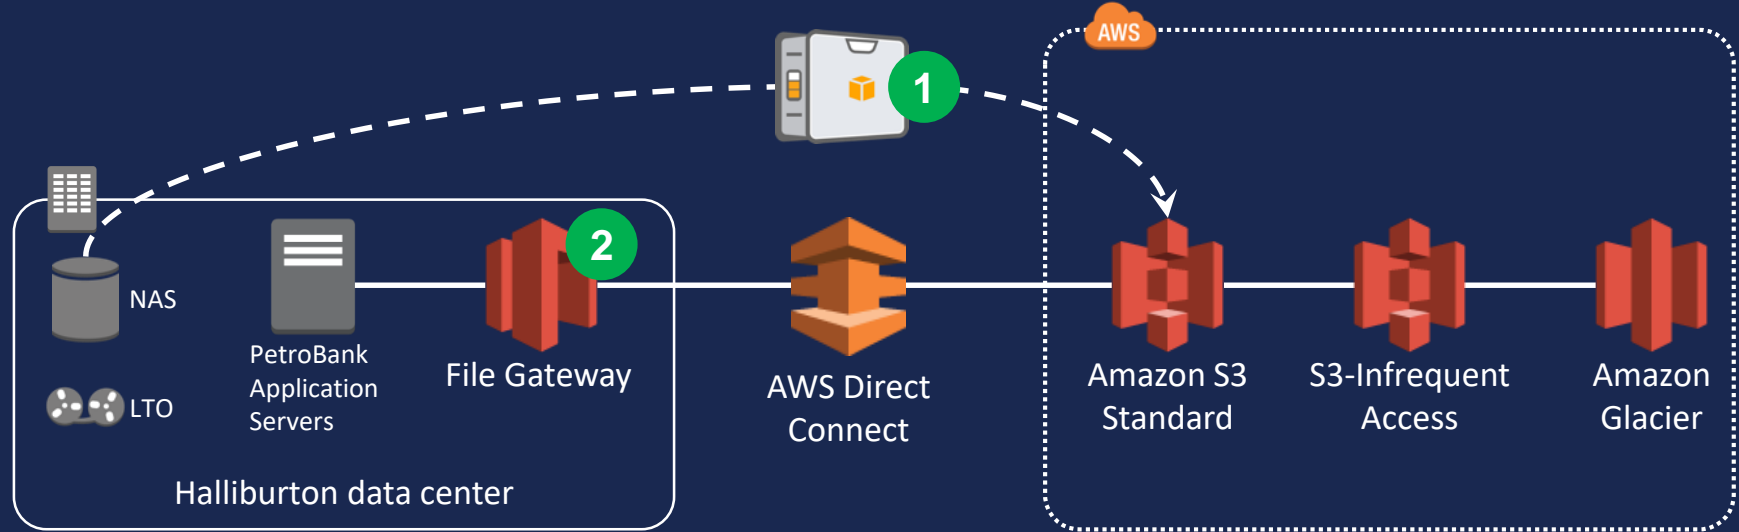 AWS
1
2
NAS
LTO
PetroBank
Application
Servers
File Gateway
Halliburton data center
AWS Direct
Connect
Amazon S3
Standard
S3-Infrequent
Access
Amazon
Glacier